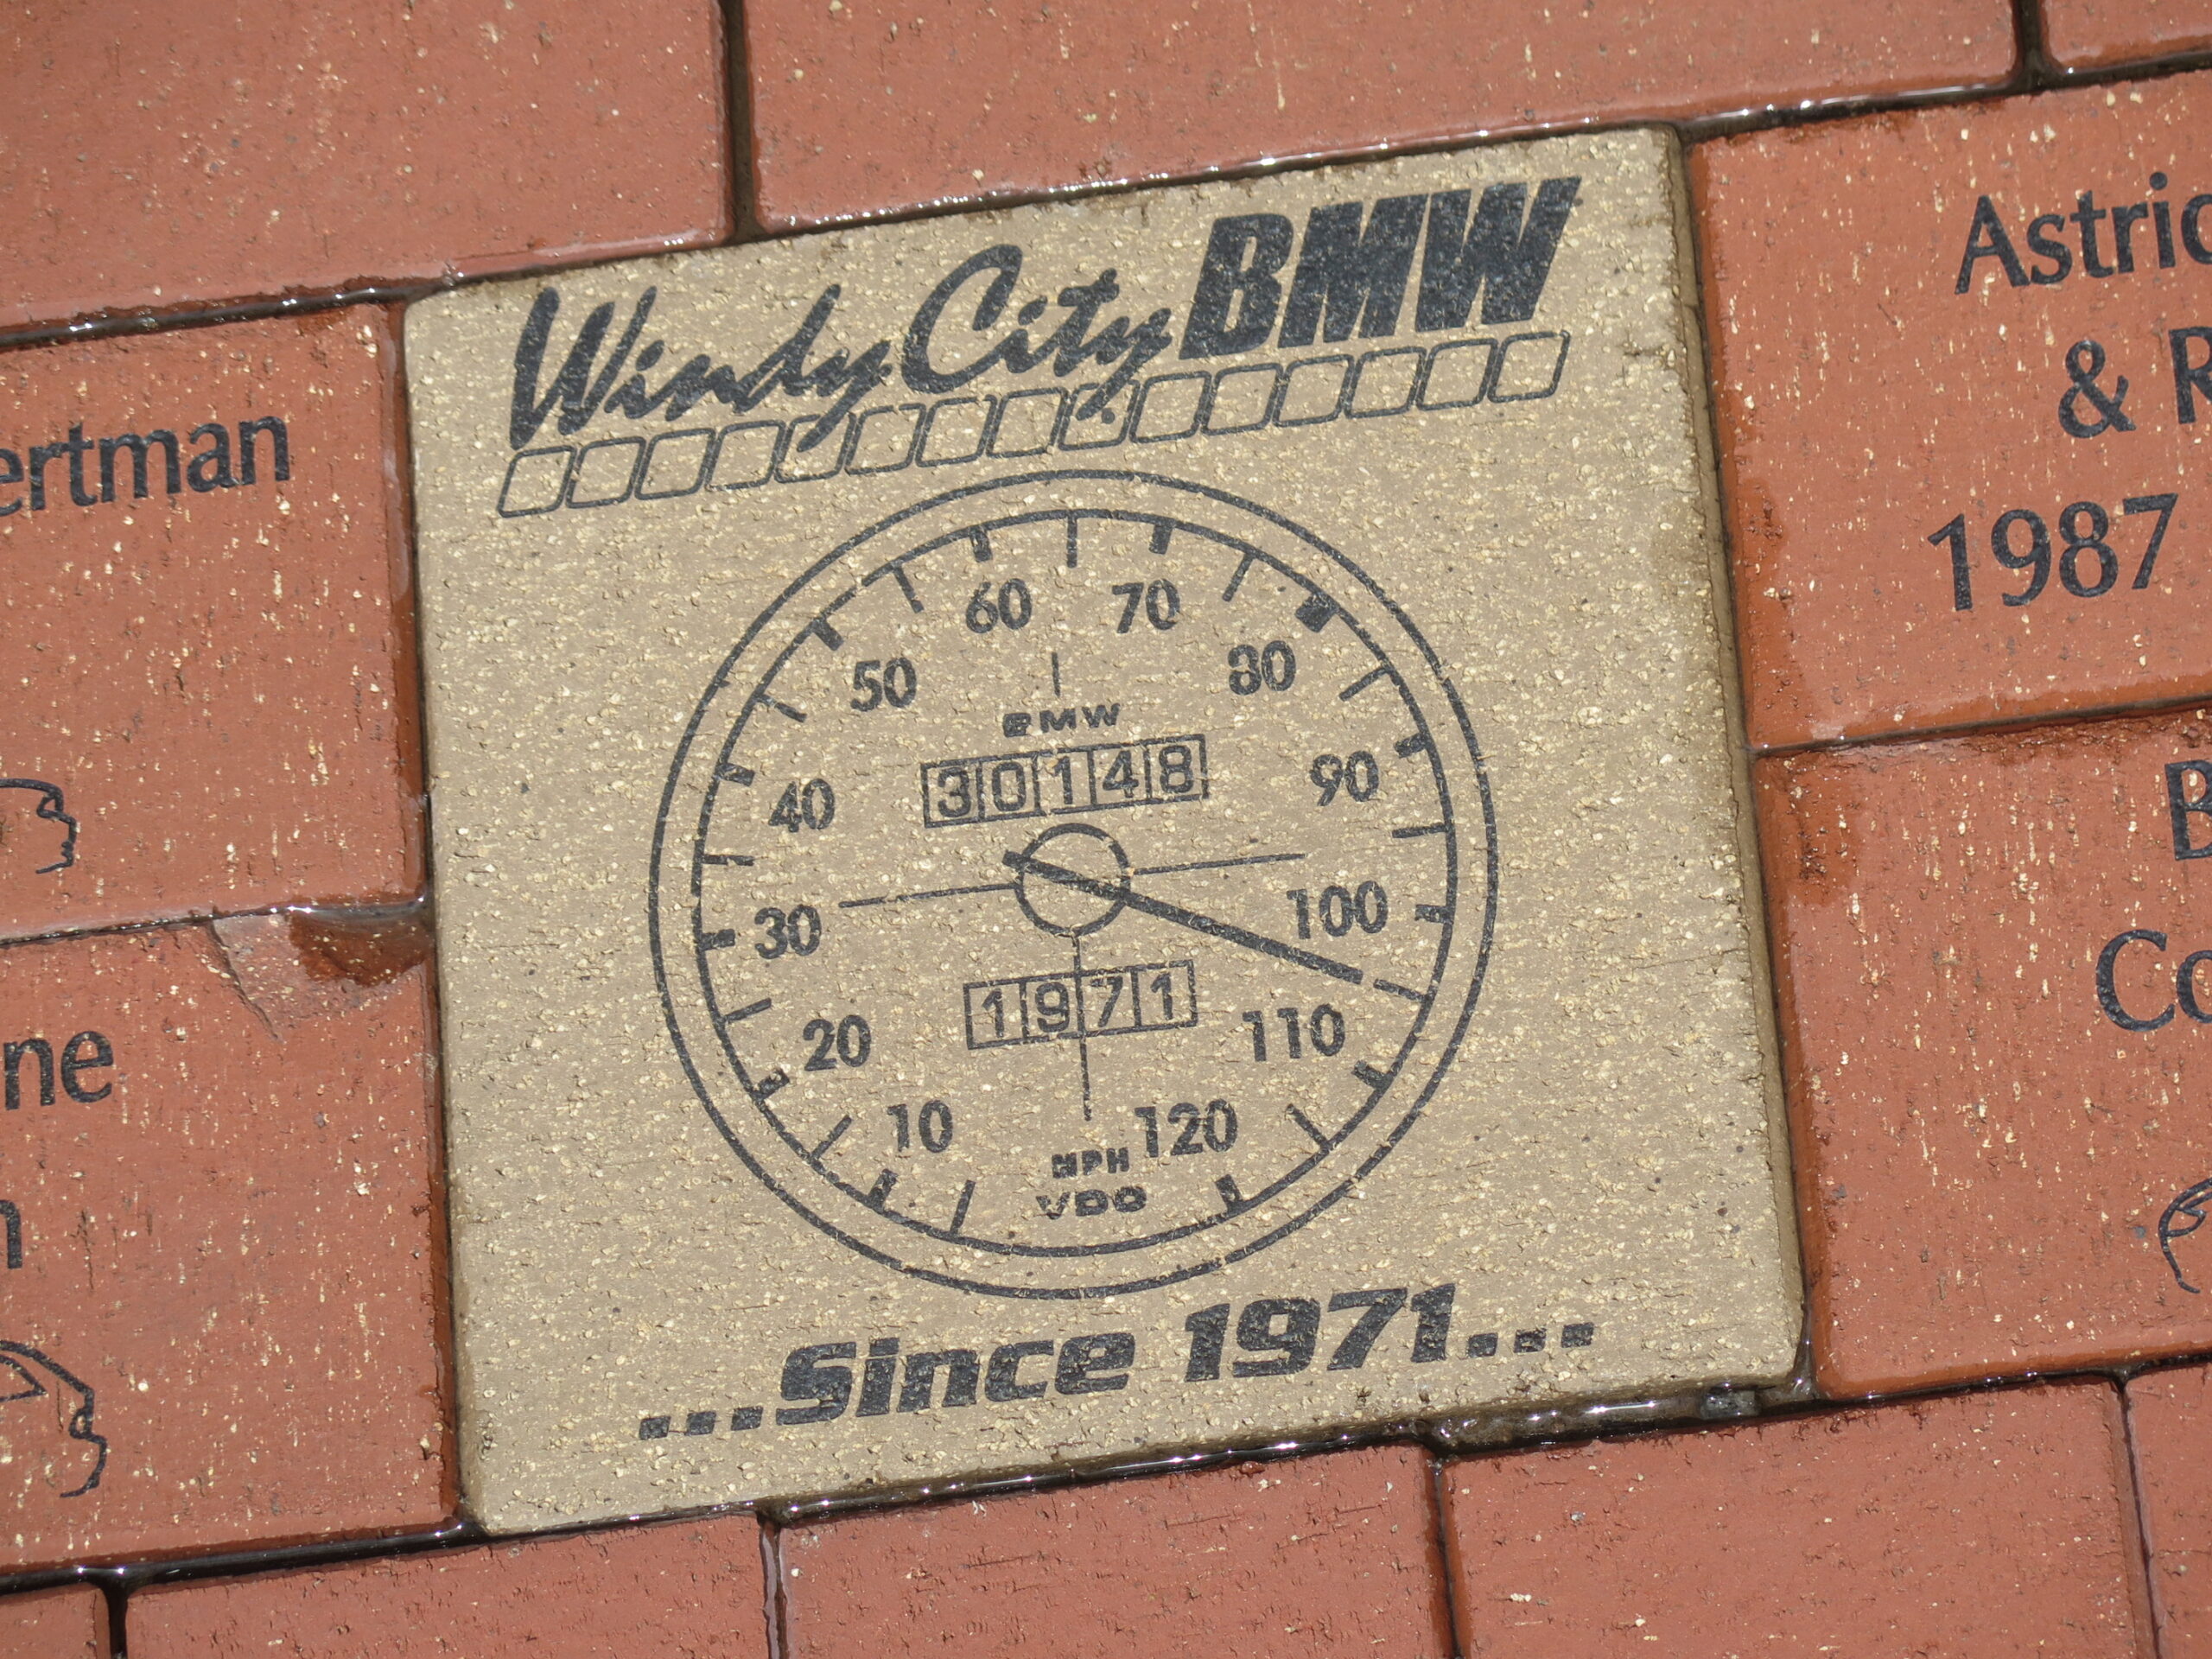 Windy City BMW
60 70
50 80
BMW
30148
40 90
30 100
1971
20 110
10 120
MPH
VDO
...Since 1971...
ertman
ne
n
Astric
& R
1987
B
Co